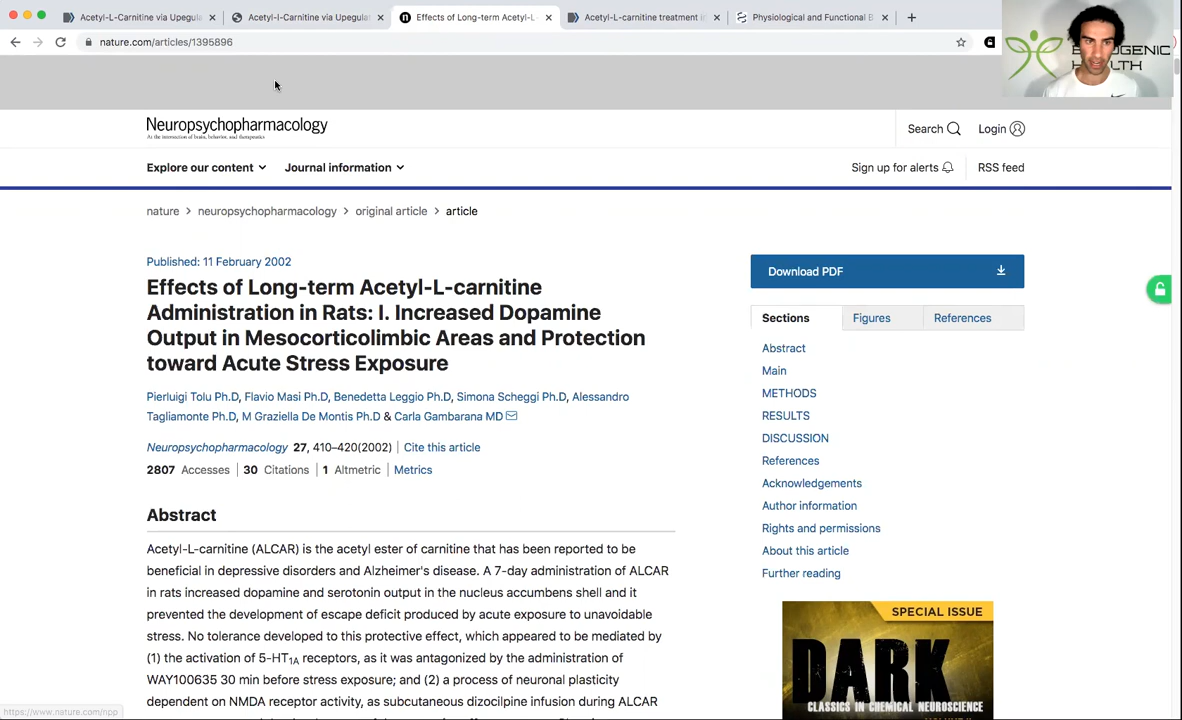 Acetyl-L-Carnitine via Upegula
Acetyl-l-Carnitine via Upegulat
Effects of Long-term Acetyl-L-
Acetyl-L-carnitine treatment i
Physiological and Functional B
nature.com/articles/1395896
GENIC
Neuropsychopharmacology
Search
Login
Explore our content
Journal information
Sign up for alerts
RSS feed
nature > neuropsychopharmacology > original article > article
Published: 11 February 2002
Effects of Long-term Acetyl-L-carnitine
Administration in Rats: I. Increased Dopamine
Output in Mesocorticolimbic Areas and Protection
toward Acute Stress Exposure
Pierluigi Tolu Ph.D, Flavio Masi Ph.D, Benedetta Leggio Ph.D, Simona Scheggi Ph.D, Alessandro
Tagliamonte Ph.D, M Graziella De Montis Ph.D & Carla Gambarana MD
Neuropsychopharmacology 27, 410–420(2002) | Cite this article
2807 Accesses | 30 Citations | 1 Altmetric | Metrics
Abstract
Acetyl-L-carnitine (ALCAR) is the acetyl ester of carnitine that has been reported to be
beneficial in depressive disorders and Alzheimer's disease. A 7-day administration of ALCAR
in rats increased dopamine and serotonin output in the nucleus accumbens shell and it
prevented the development of escape deficit produced by acute exposure to unavoidable
stress. No tolerance developed to this protective effect, which appeared to be mediated by
(1) the activation of 5-HT1A receptors, as it was antagonized by the administration of
WAY100635 30 min before stress exposure; and (2) a process of neuronal plasticity
dependent on NMDA receptor activity, as subcutaneous dizocilpine infusion during ALCAR
Download PDF
Sections
Figures
References
Abstract
Main
METHODS
RESULTS
DISCUSSION
References
Acknowledgements
Author information
Rights and permissions
About this article
Further reading
SPECIAL ISSUE
DARK
CLASSICS IN CHEMICAL NEUROSCIENCE
https://www.nature.com/npp